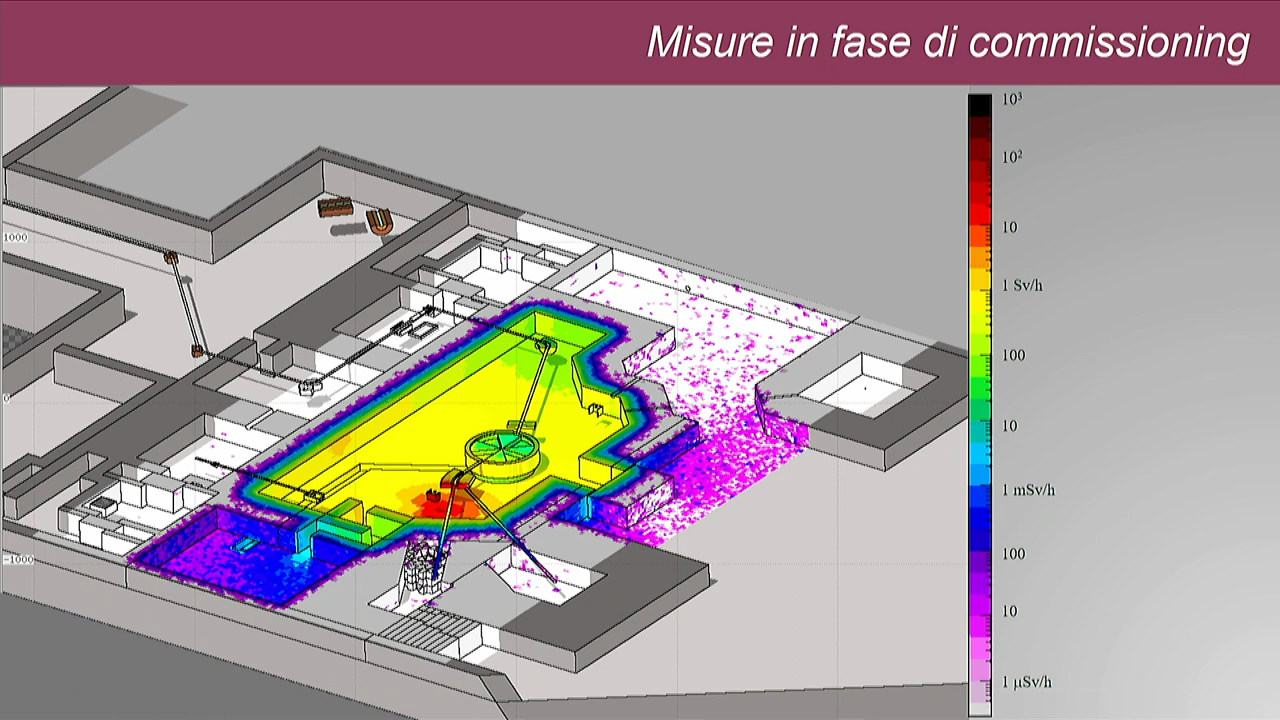 Misure in fase di commissioning
10³
10²
10
1 Sv/h
100
10
1 mSv/h
100
10
1 µSv/h
1000
0
-1000